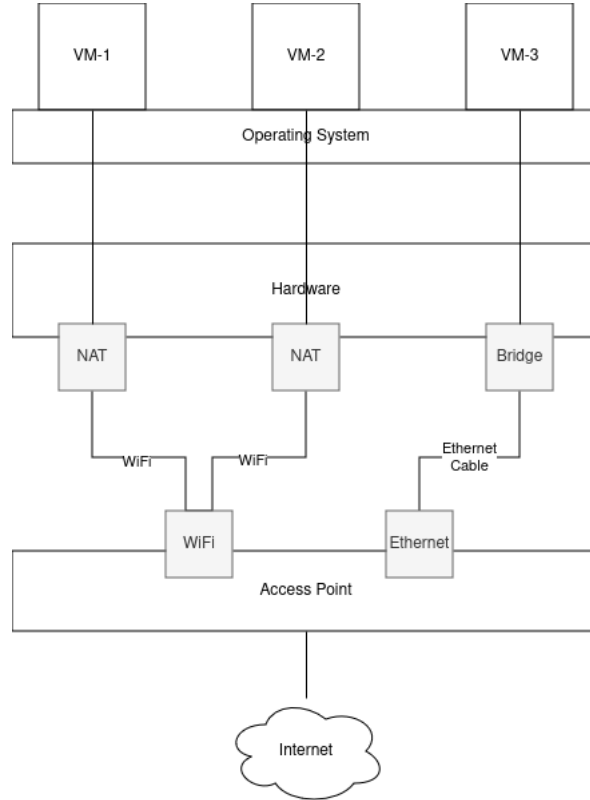 VM-1
VM-2
VM-3
Operating System
Hardware
NAT
NAT
Bridge
WiFi
WiFi
Ethernet
Cable
WiFi
Ethernet
Access Point
Internet